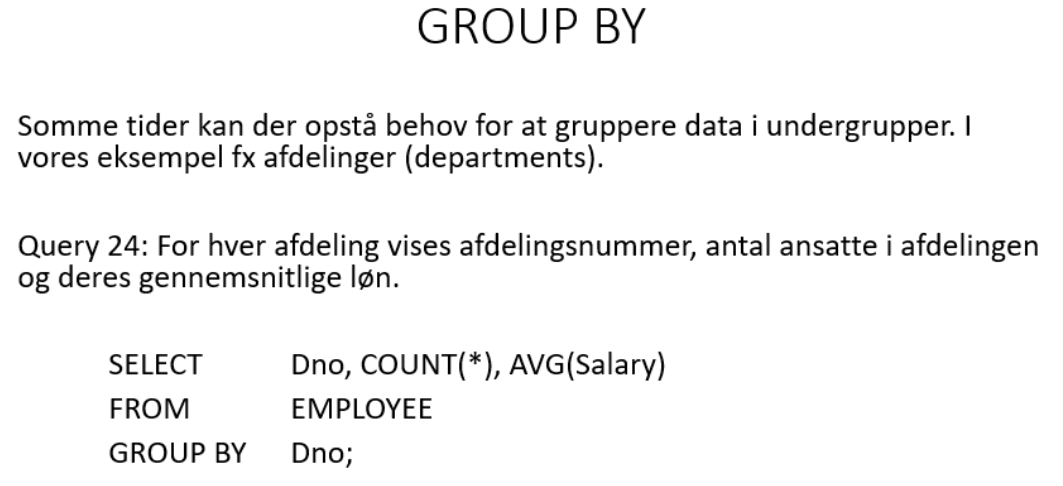 GROUP BY
Somme tider kan der opstå behov for at gruppere data i undergrupper. I
vores eksempel fx afdelinger (departments).
Query 24: For hver afdeling vises afdelingsnummer, antal ansatte i afdelingen
og deres gennemsnitlige løn.
SELECT Dno, COUNT(*), AVG(Salary)
FROM EMPLOYEE
GROUP BY Dno;